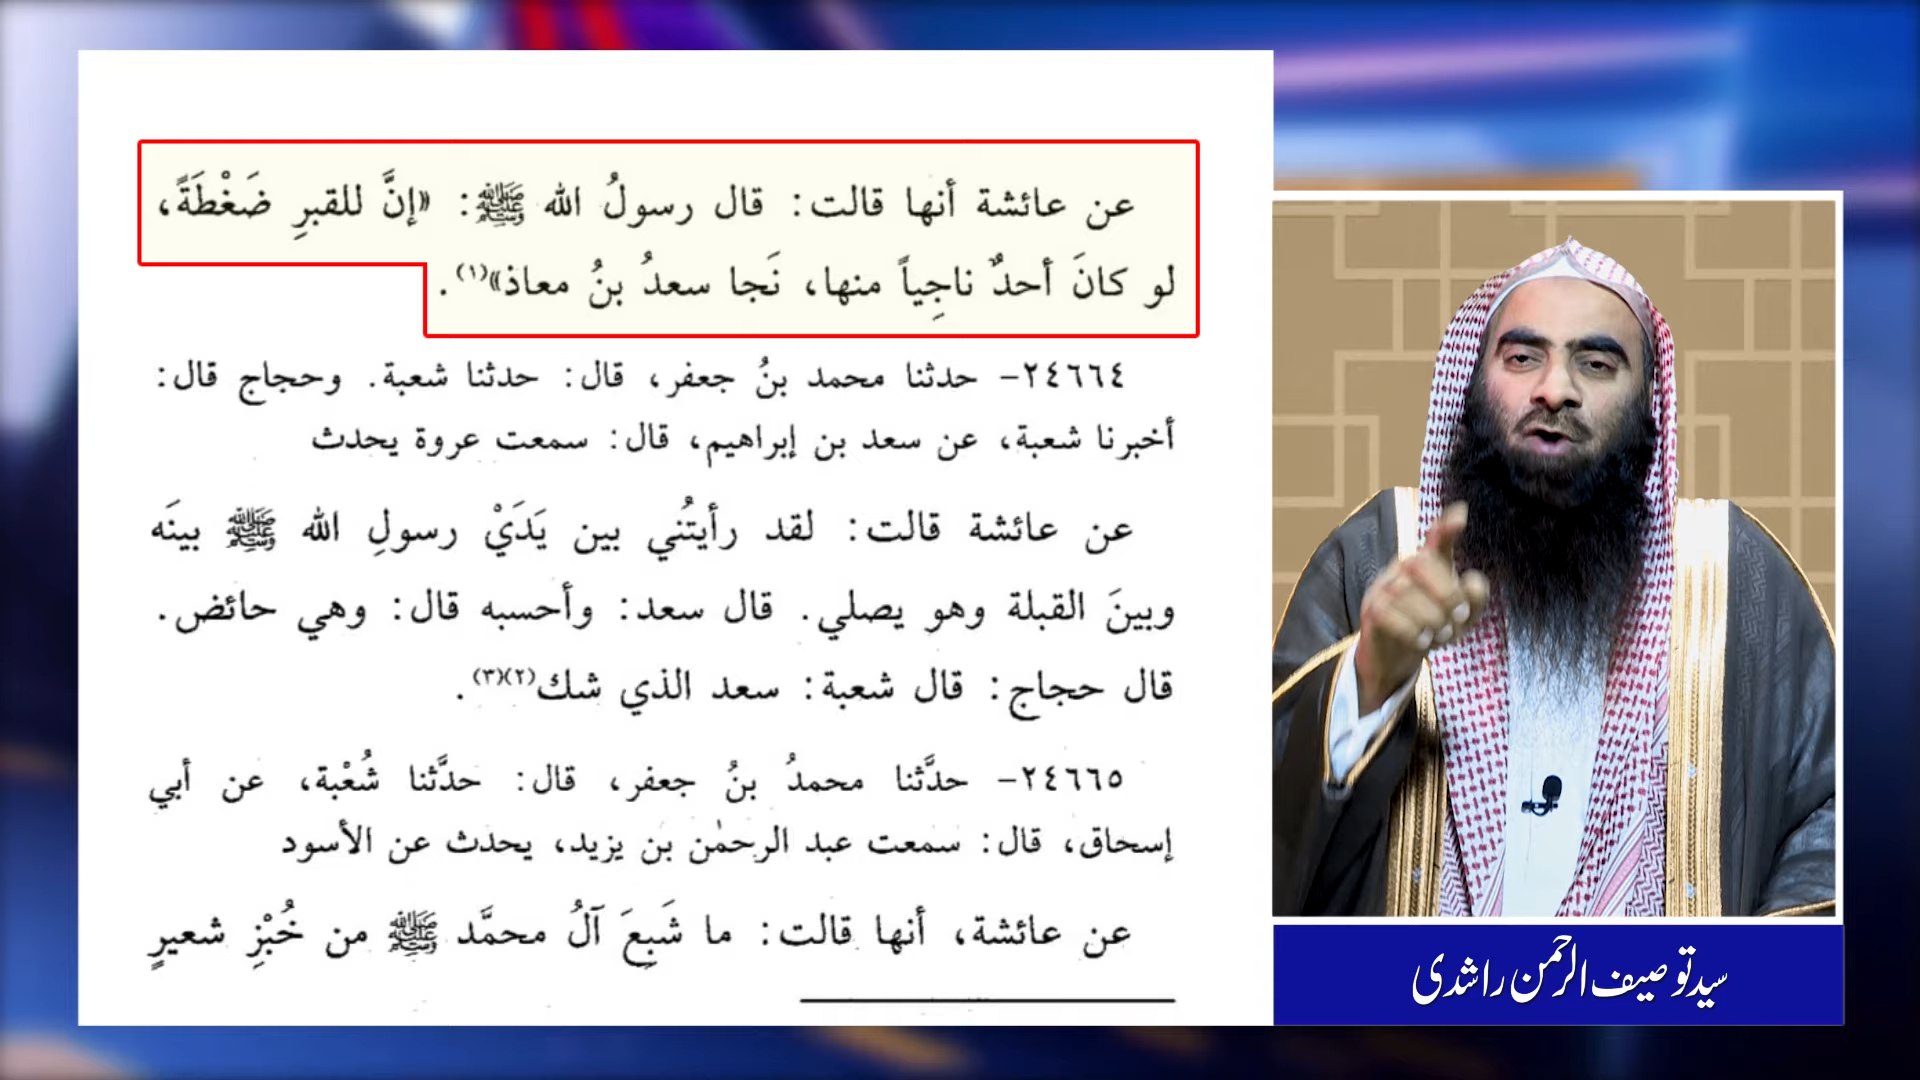 عن عائشة أنها قالت: قال رسولُ الله ﷺ: «إنَّ للقبرِ ضَغْطَةً،
لو كانَ أحدٌ ناجِياً منها، نَجا سعدُ بنُ معاذ»(١).
٢٤٦٦٤- حدثنا محمد بنُ جعفر، قال: حدثنا شعبة. وحجاج قال:
أخبرنا شعبة، عن سعد بن إبراهيم، قال: سمعت عروة يحدث
عن عائشة قالت: لقد رأيتُني بين يَدَيْ رسولِ الله ﷺ بينَه
وبينَ القبلة وهو يصلي. قال سعد: وأحسبه قال: وهي حائض.
قال حجاج: قال شعبة: سعد الذي شك(٢)(٣).
٢٤٦٦٥- حدَّثنا محمدُ بنُ جعفر، قال: حدَّثنا شُعْبة، عن أبي
إسحاق، قال: سمعت عبد الرحمٰن بن يزيد، يحدث عن الأسود
عن عائشة، أنها قالت: ما شَبِعَ آلُ محمَّد ﷺ من خُبْزِ شعيرٍ
سید توصیف الرحمن راشدی